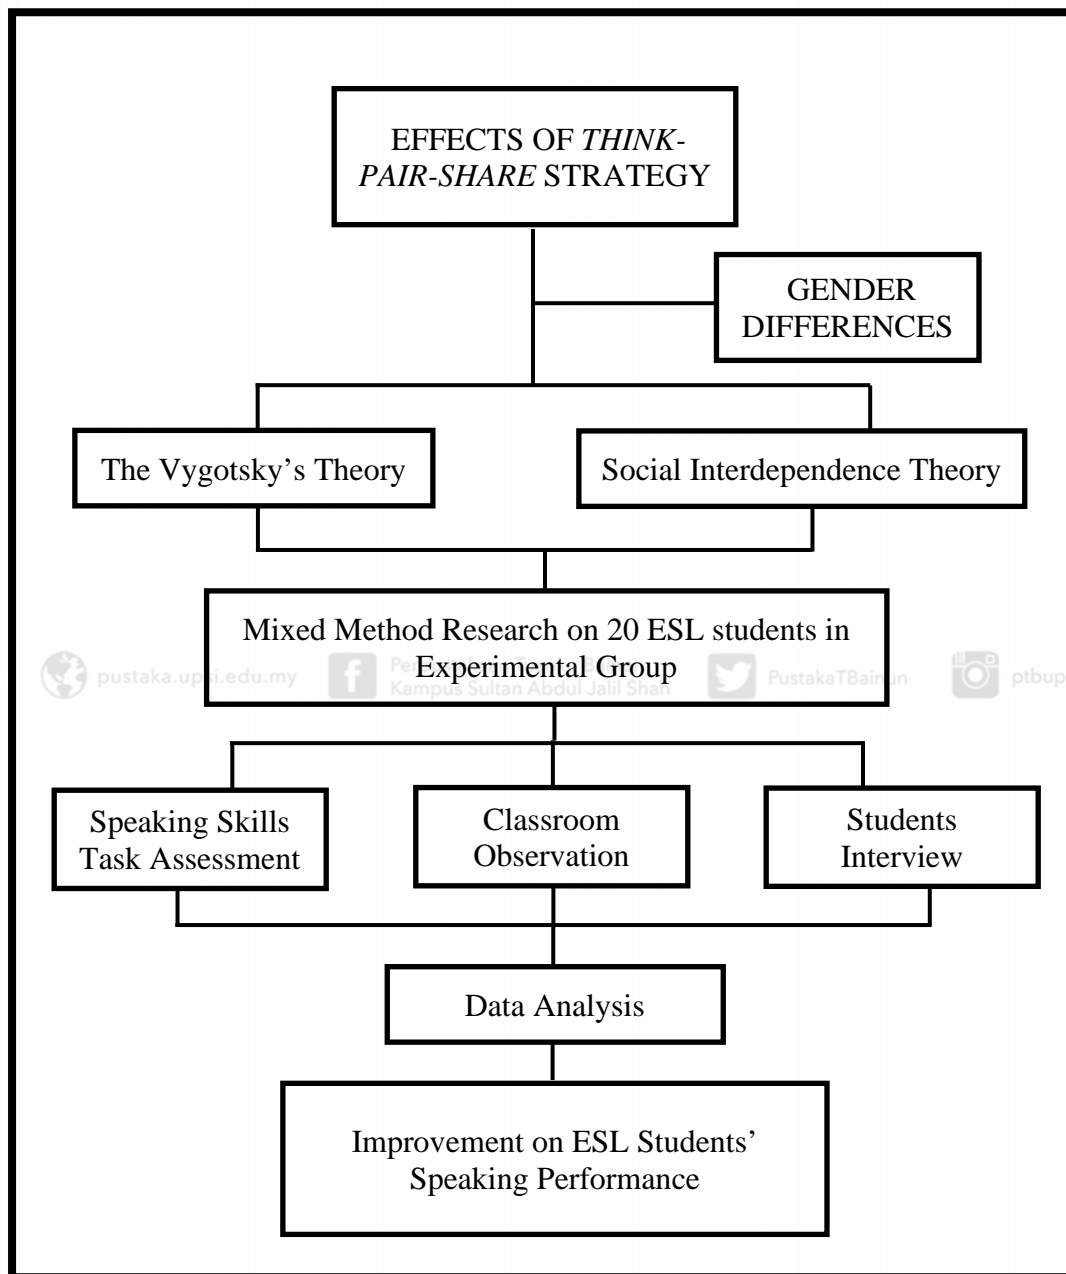 EFFECTS OF THINK-
PAIR-SHARE STRATEGY
GENDER
DIFFERENCES
The Vygotsky’s Theory
Social Interdependence Theory
Mixed Method Research on 20 ESL students in
Experimental Group
pustaka.upsi.edu.my
Kampus Sultan Abdul Jalil Shah
PustakaTBainun
ptbup
Speaking Skills
Task Assessment
Classroom
Observation
Students
Interview
Data Analysis
Improvement on ESL Students’
Speaking Performance